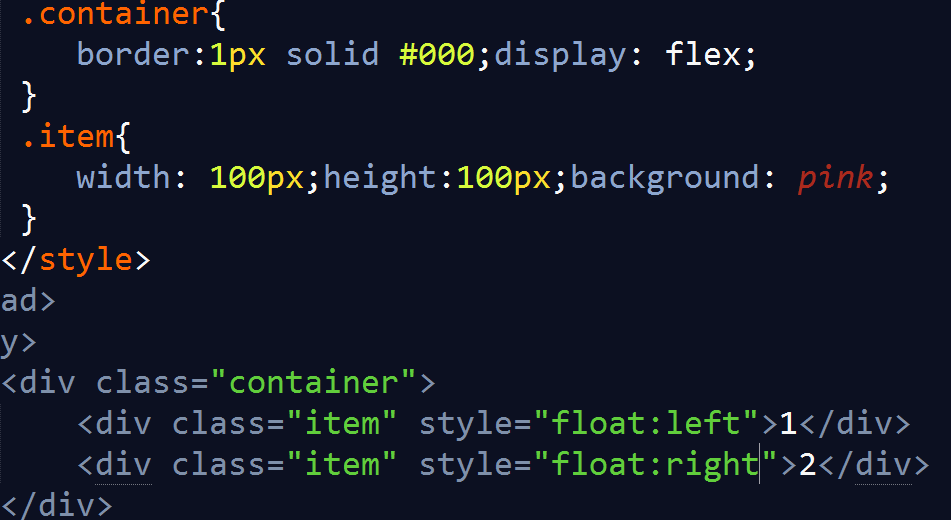 .container{
border:1px solid #000;display: flex;
}
.item{
width: 100px;height:100px;background: pink;
}
</style>
ad>
y>
<div class="container">
<div class="item" style="float:left">1</div>
<div class="item" style="float:right">2</div>
</div>